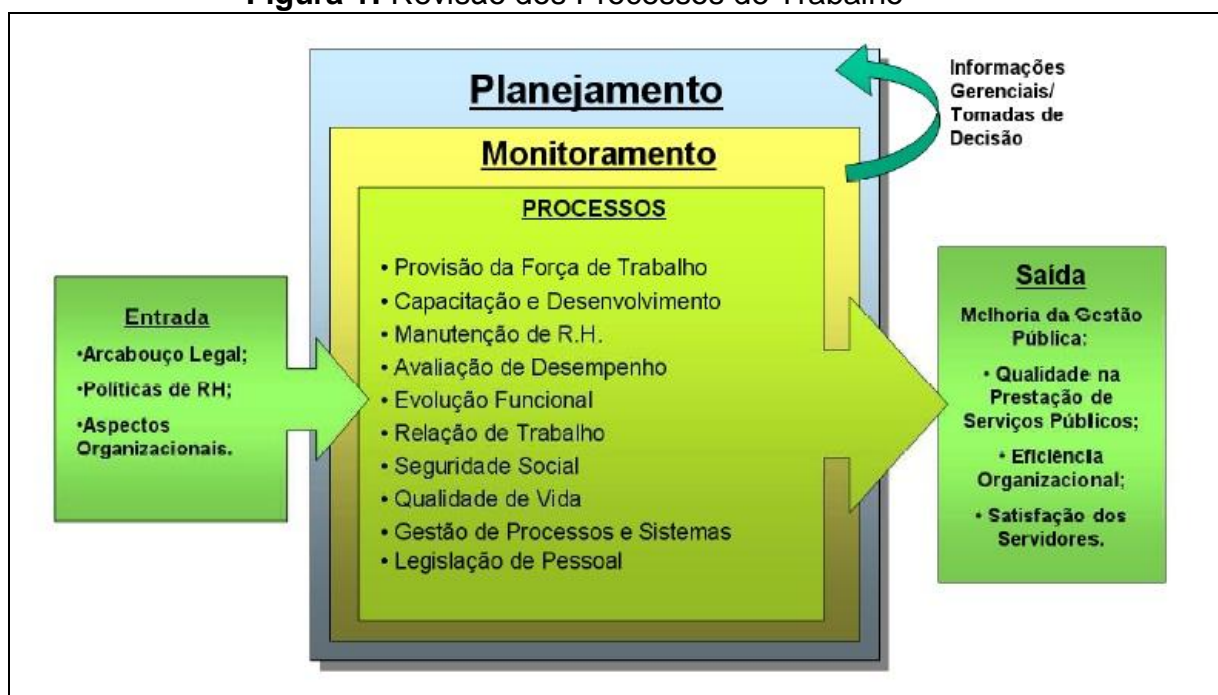 Figura 1: Revisão dos Processos de Trabalho
Planejamento
Informações
Gerenciais/
Tomadas de
Decisão
Monitoramento
PROCESSOS
• Provisão da Força de Trabalho
• Capacitação e Desenvolvimento
• Manutenção de R.H.
• Avaliação de Desempenho
• Evolução Funcional
• Relação de Trabalho
• Seguridade Social
• Qualidade de Vida
• Gestão de Processos e Sistemas
• Legislação de Pessoal
Entrada
•Arcabouço Legal;
•Políticas de RH;
•Aspectos
Organizacionais.
Saída
Melhoria da Gestão
Pública:
• Qualidade na
Prestação de
Serviços Públicos;
• Eficiência
Organizacional;
• Satisfação dos
Servidores.